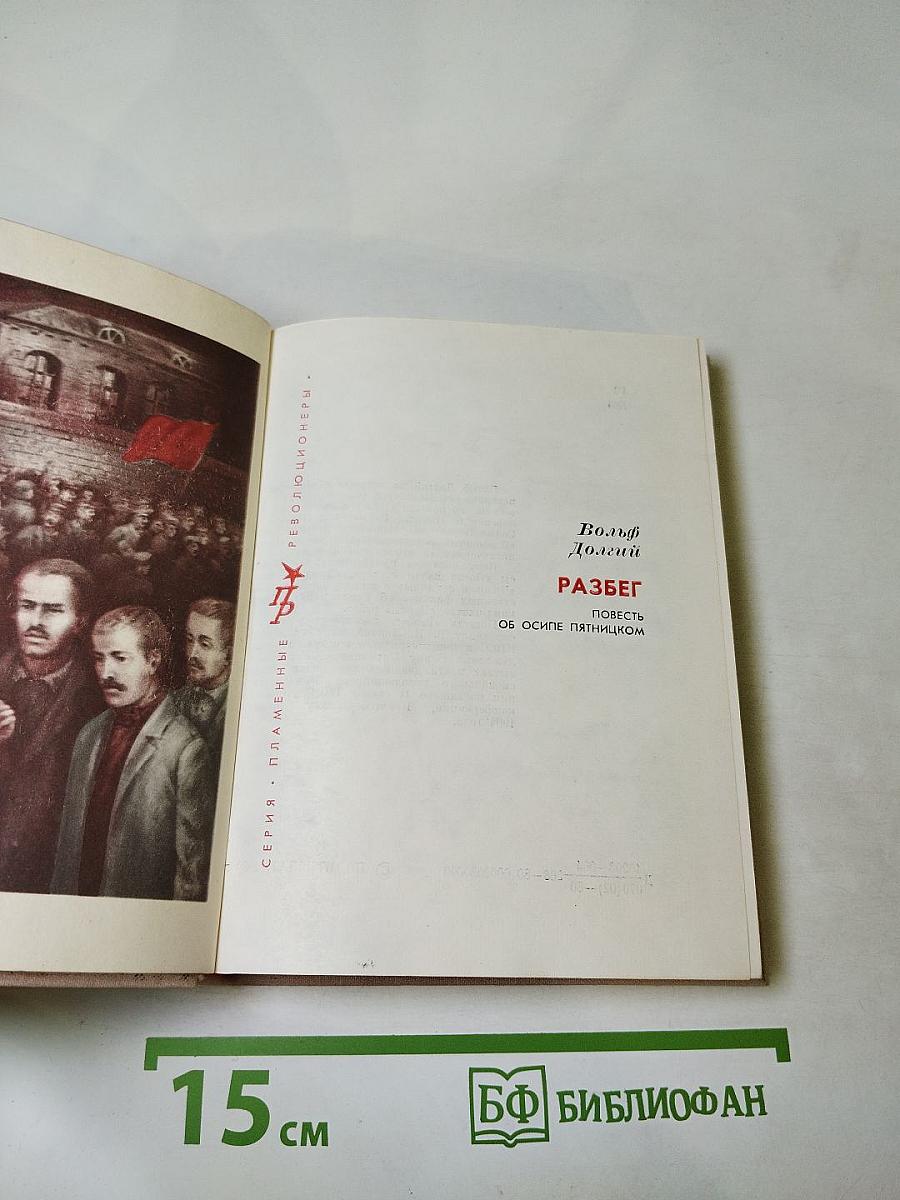 СЕРИЯ · ПЛАМЕННЫЕ ПР РЕВОЛЮЦИОНЕРЫ ·
Вольф
Долгий
РАЗБЕГ
ПОВЕСТЬ
ОБ ОСИПЕ ПЯТНИЦКОМ
15 СМ
БФ БИБЛИОФАН